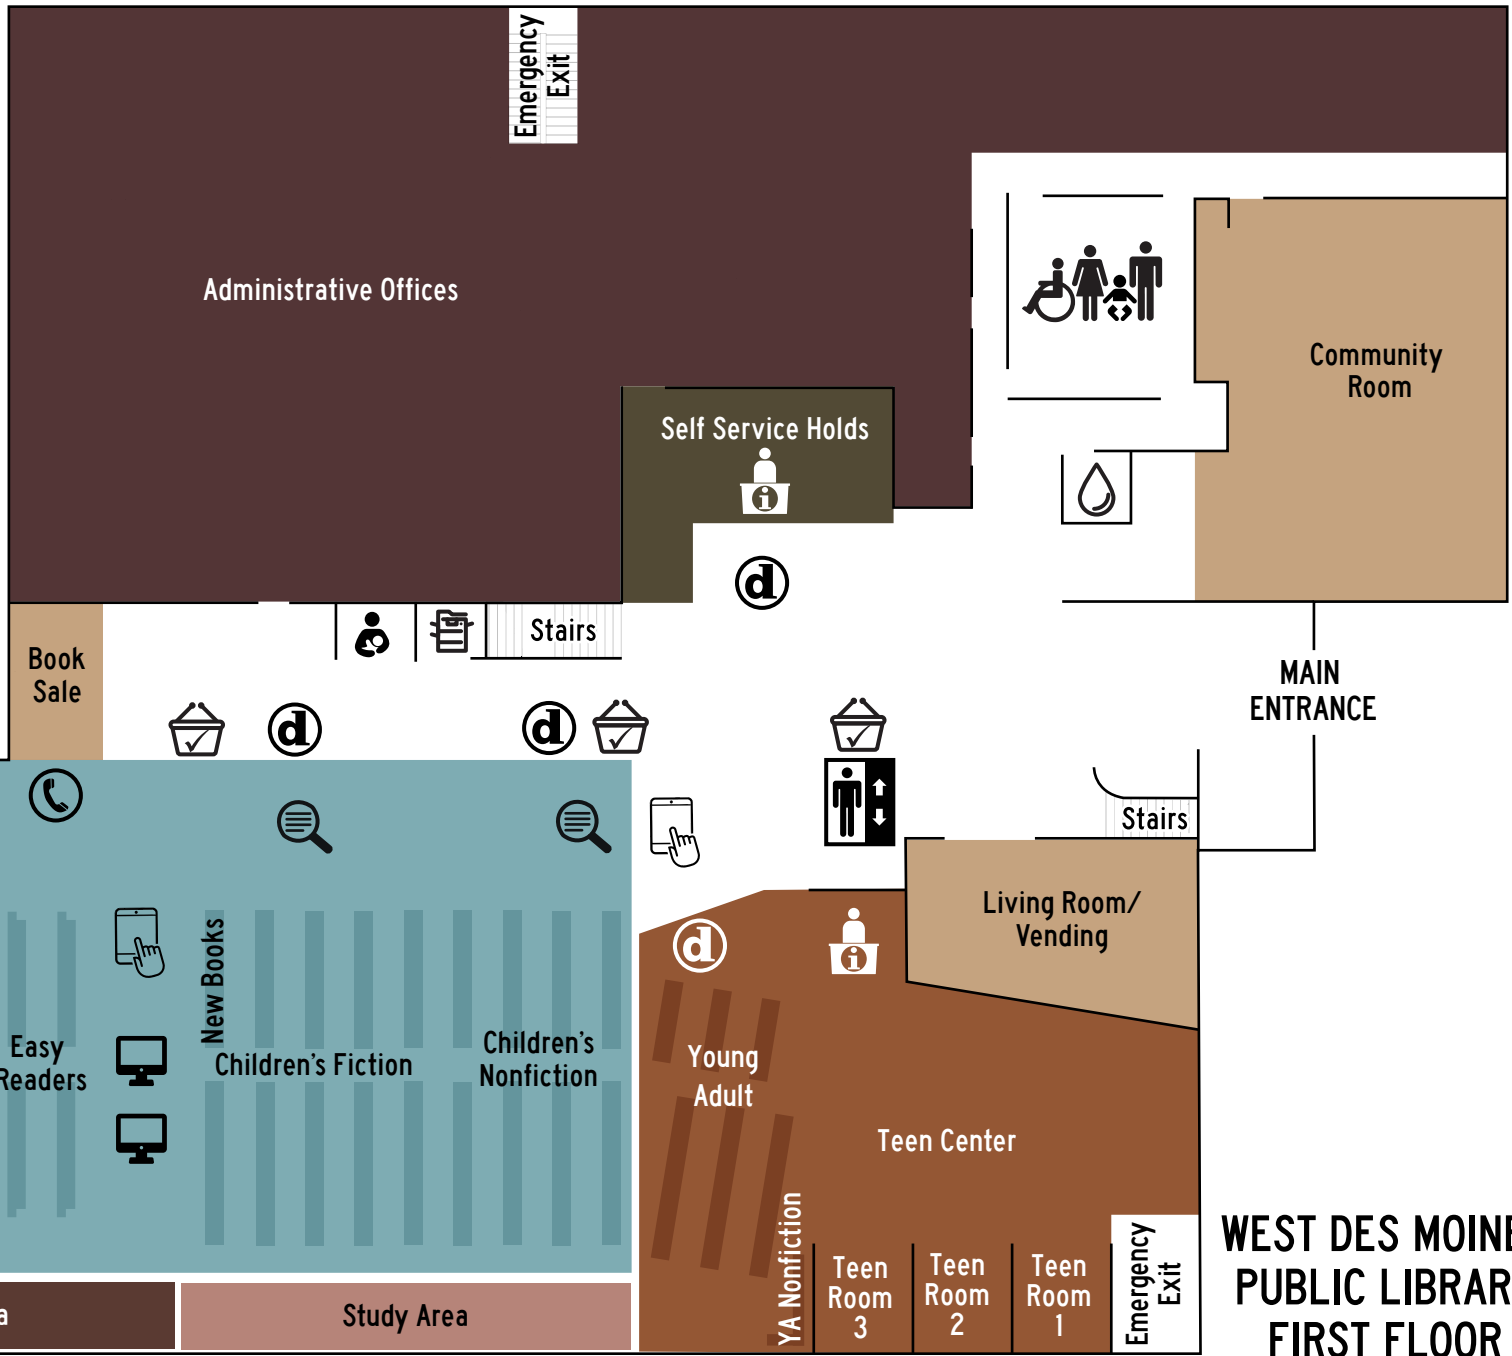 Emergency
Exit
Administrative Offices
Community
Room
Self Service Holds
i
d
Stairs
Book
Sale
MAIN
ENTRANCE
d
d
Stairs
Living Room/
Vending
New Books
d
i
Easy
Readers
Children's Fiction
Children's
Nonfiction
Young
Adult
Teen Center
YA Nonfiction
Teen
Room
3
Teen
Room
2
Teen
Room
1
Emergency
Exit
a
Study Area
WEST DES MOINE
PUBLIC LIBRAR
FIRST FLOOR